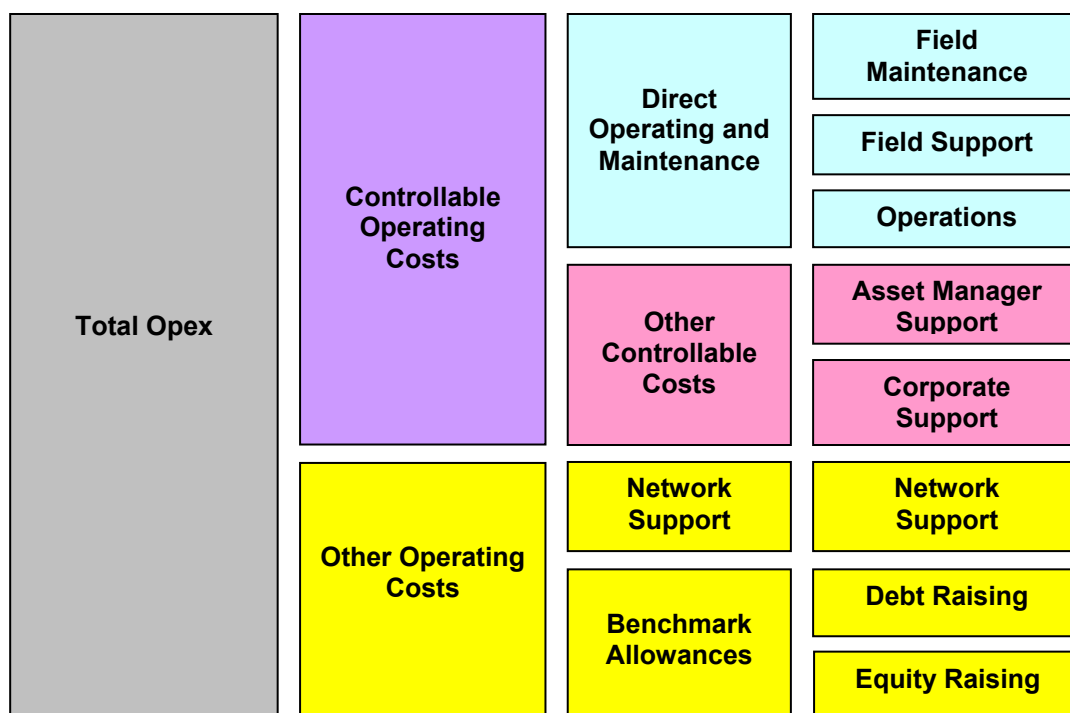 Total Opex
Controllable
Operating
Costs
Other Operating
Costs
Direct
Operating and
Maintenance
Other
Controllable
Costs
Network
Support
Benchmark
Allowances
Field
Maintenance
Field Support
Operations
Asset Manager
Support
Corporate
Support
Network
Support
Debt Raising
Equity Raising